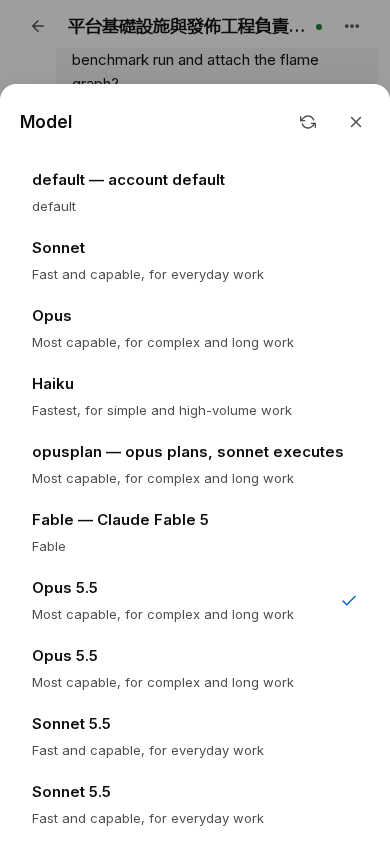 平台基礎設施與發佈工程負責…
benchmark run and attach the flame
graph?
Model
default — account default
default
Sonnet
Fast and capable, for everyday work
Opus
Most capable, for complex and long work
Haiku
Fastest, for simple and high-volume work
opusplan — opus plans, sonnet executes
Most capable, for complex and long work
Fable — Claude Fable 5
Fable
Opus 5.5
Most capable, for complex and long work
Opus 5.5
Most capable, for complex and long work
Sonnet 5.5
Fast and capable, for everyday work
Sonnet 5.5
Fast and capable, for everyday work